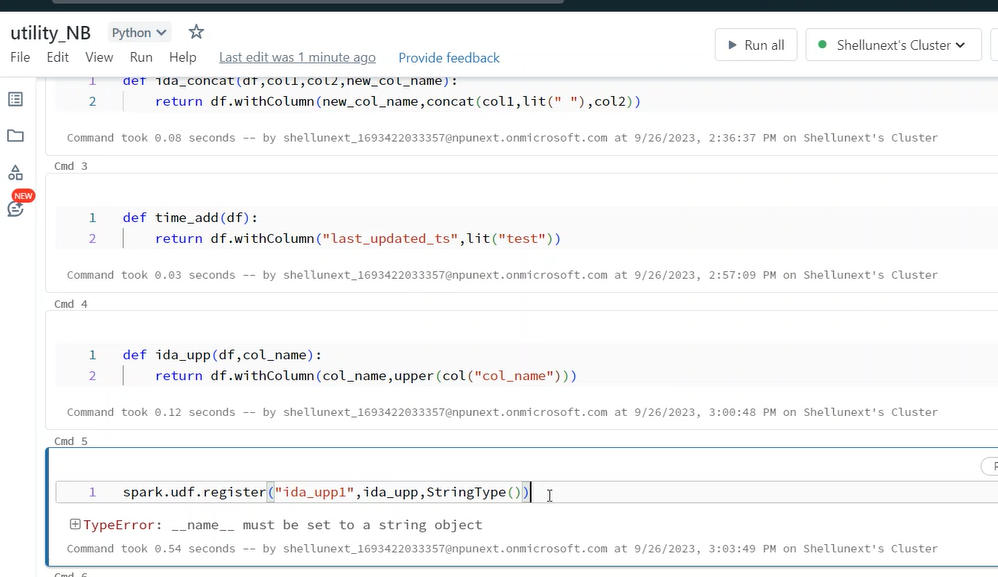 utility_NB Python
File Edit View Run Help Last edit was 1 minute ago Provide feedback
Run all
Shellunext's Cluster
NEW
1 def ida_concat(df,col1,col2,new_col_name):
2 return df.withColumn(new_col_name,concat(col1,lit(" "),col2))
Command took 0.08 seconds -- by shellunext_1693422033357@npunext.onmicrosoft.com at 9/26/2023, 2:36:37 PM on Shellunext's Cluster
Cmd 3
1 def time_add(df):
2 return df.withColumn("last_updated_ts",lit("test"))
Command took 0.03 seconds -- by shellunext_1693422033357@npunext.onmicrosoft.com at 9/26/2023, 2:57:09 PM on Shellunext's Cluster
Cmd 4
1 def ida_upp(df,col_name):
2 return df.withColumn(col_name,upper(col("col_name")))
Command took 0.12 seconds -- by shellunext_1693422033357@npunext.onmicrosoft.com at 9/26/2023, 3:00:48 PM on Shellunext's Cluster
Cmd 5
1 spark.udf.register("ida_upp1",ida_upp,StringType())
TypeError: __name__ must be set to a string object
Command took 0.54 seconds -- by shellunext_1693422033357@npunext.onmicrosoft.com at 9/26/2023, 3:03:49 PM on Shellunext's Cluster
Cmd 6